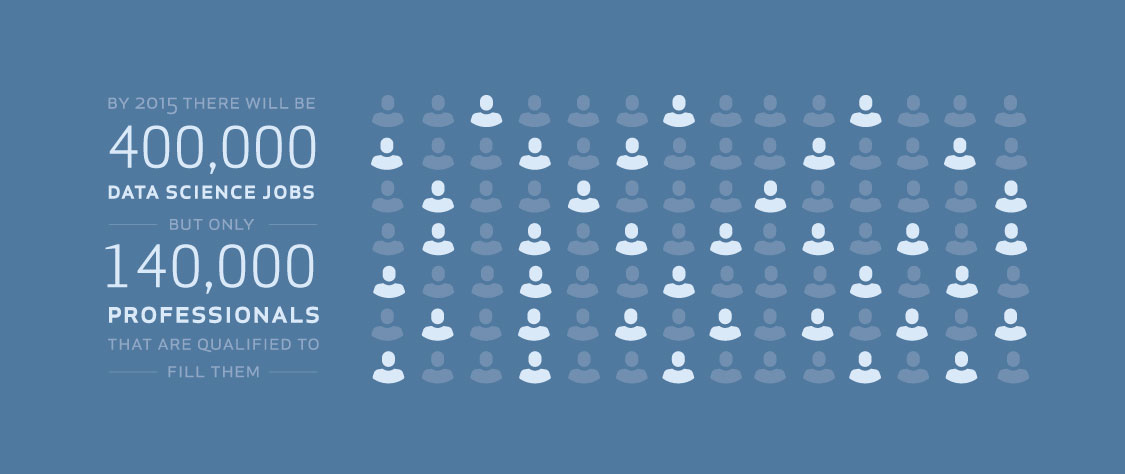 BY 2015 THERE WILL BE
400,000
DATA SCIENCE JOBS
BUT ONLY
140,000
PROFESSIONALS
THAT ARE QUALIFIED TO
FILL THEM